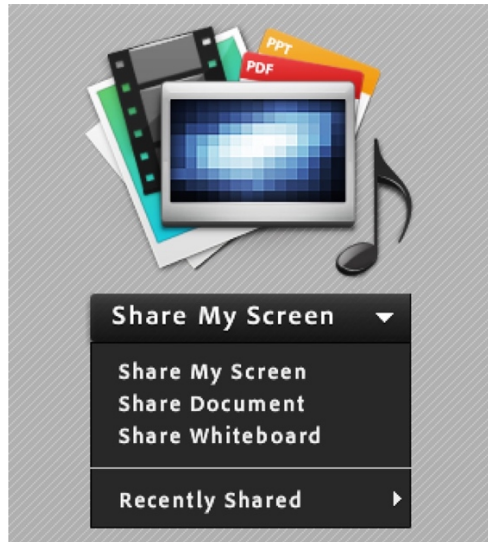 PPT
PDF
Share My Screen
Share My Screen
Share Document
Share Whiteboard
Recently Shared